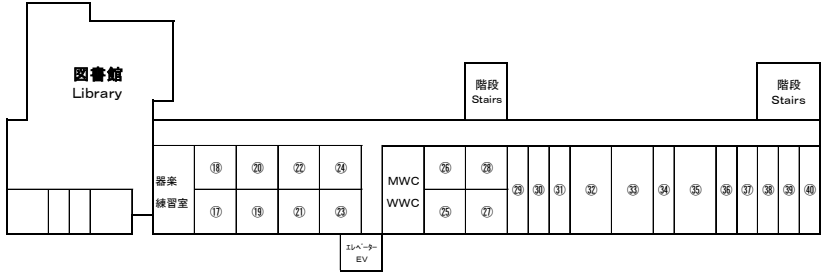 図書館
Library
階段
Stairs
階段
Stairs
器楽
練習室
⑱ ⑳ ㉒ ㉔
⑰ ⑲ ㉑ ㉓
MWC
WWC
㉖ ㉘
㉕ ㉗
㉙ ㉚ ㉛ ㉜ ㉝ ㉞ ㉟ ㊱ ㊲ ㊳ ㊴ ㊵
エレベーター
EV